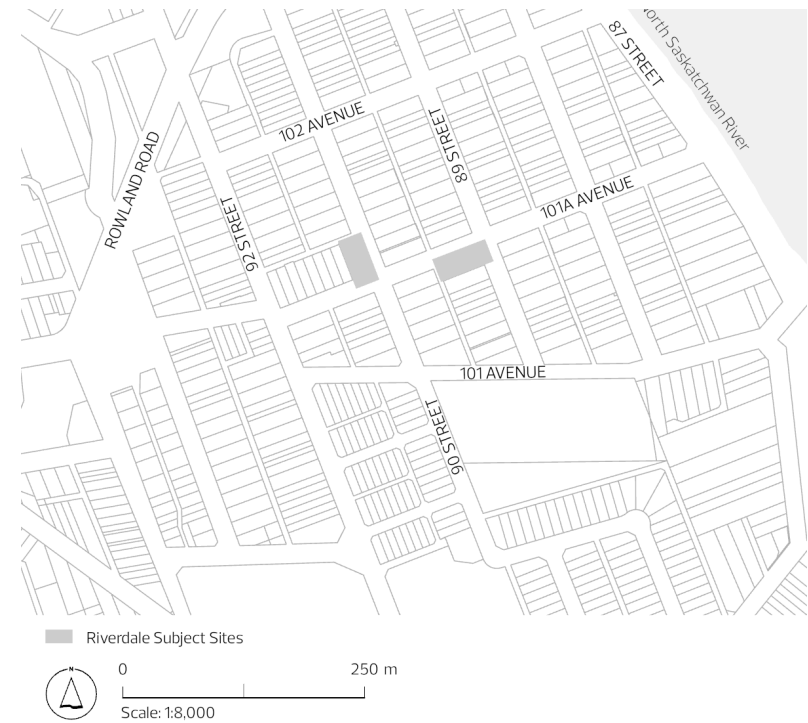 87 STREET
North Saskatchwan River
102 AVENUE
89 STREET
ROWLAND ROAD
101A AVENUE
92 STREET
101 AVENUE
90 STREET
Riverdale Subject Sites
N
0 250 m
Scale: 1:8,000